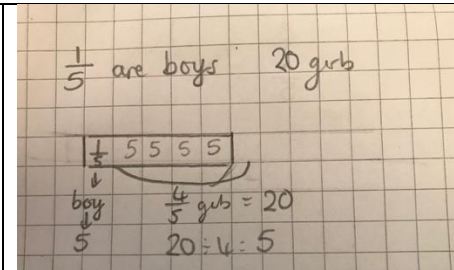 1/5 are boys 20 girls
1/5 5 5 5 5
boy 4/5 girls = 20
5 20 ÷ 4 = 5